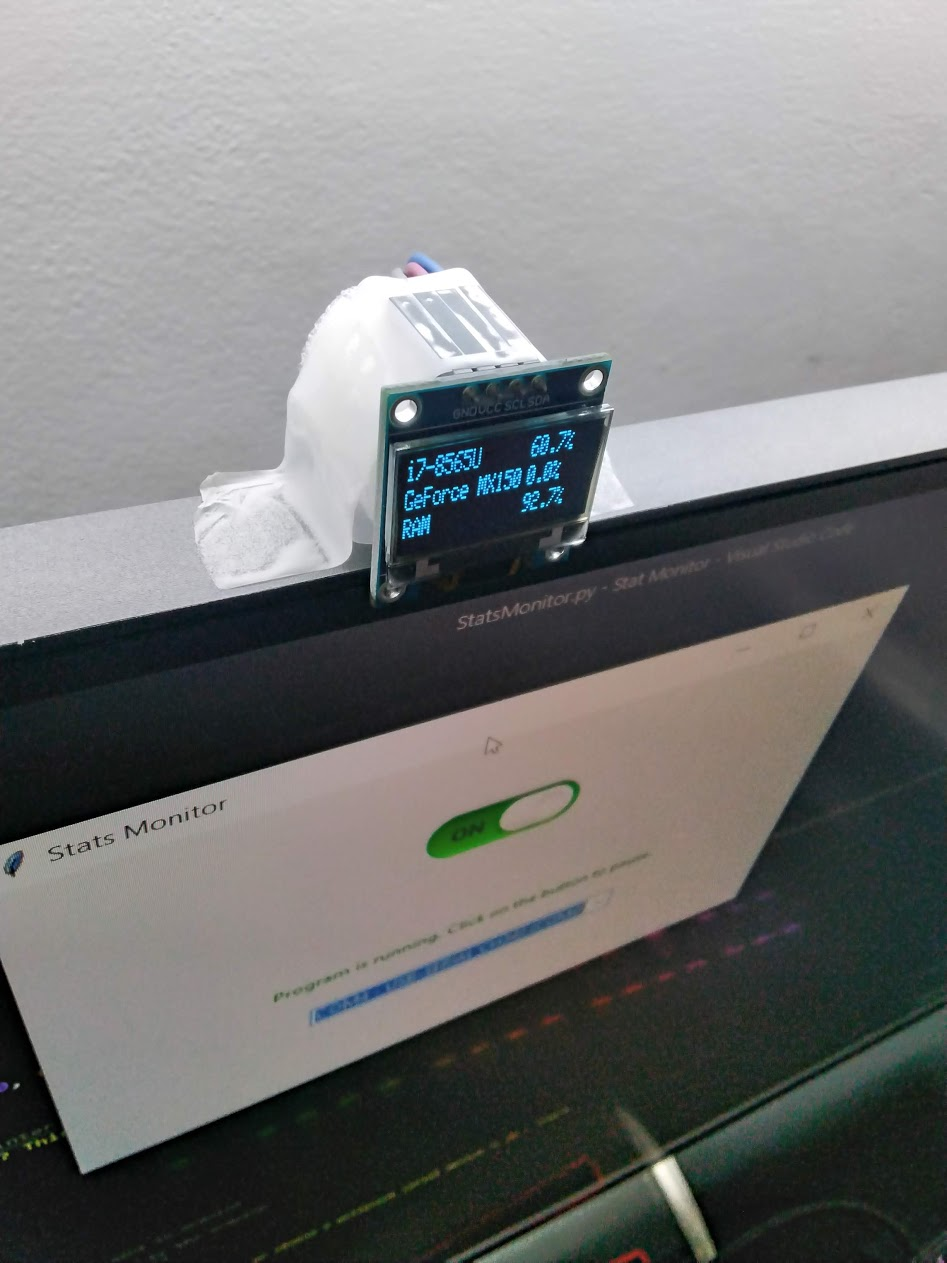 GND VCC SCL SDA
i7-8565U 60.7%
GeForce MX150 0.0%
RAM 92.7%
StatsMonitor.py - Stat Monitor - Visual Studio Code
Stats Monitor
ON
Program is running. Click on the button to pause.